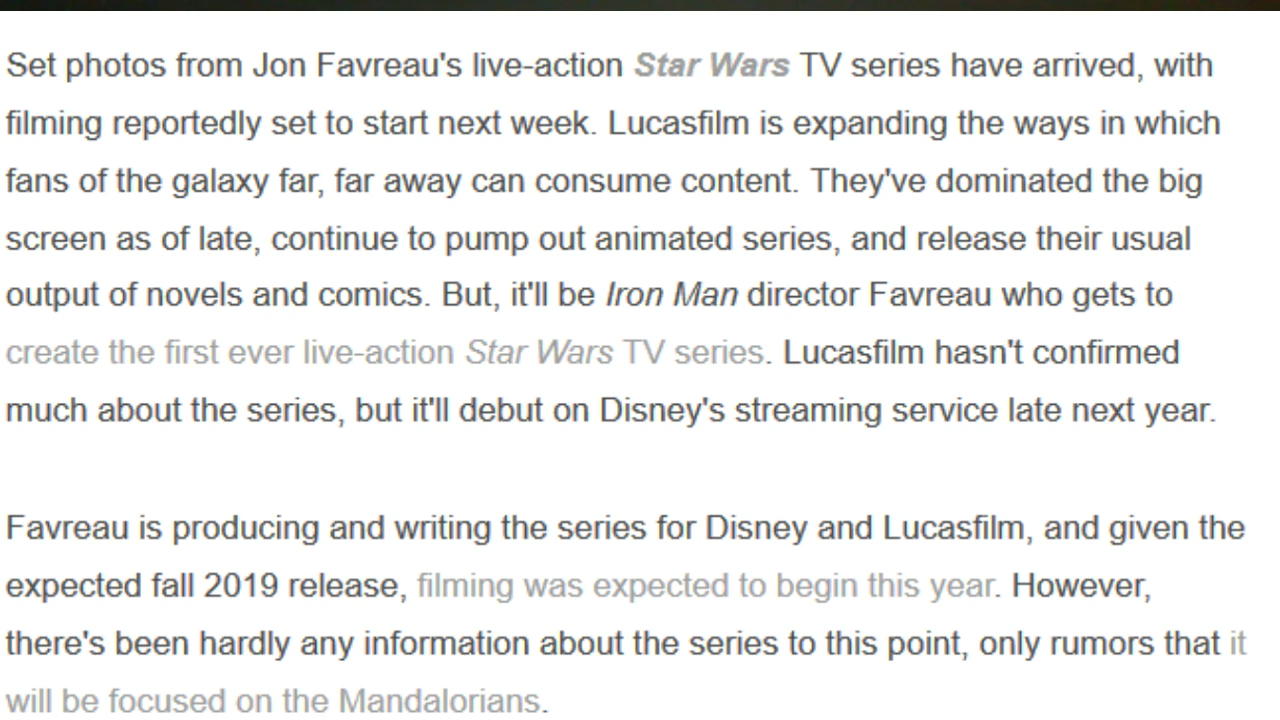 Set photos from Jon Favreau's live-action Star Wars TV series have arrived, with
filming reportedly set to start next week. Lucasfilm is expanding the ways in which
fans of the galaxy far, far away can consume content. They've dominated the big
screen as of late, continue to pump out animated series, and release their usual
output of novels and comics. But, it'll be Iron Man director Favreau who gets to
create the first ever live-action Star Wars TV series. Lucasfilm hasn't confirmed
much about the series, but it'll debut on Disney's streaming service late next year.
Favreau is producing and writing the series for Disney and Lucasfilm, and given the
expected fall 2019 release, filming was expected to begin this year. However,
there's been hardly any information about the series to this point, only rumors that it
will be focused on the Mandalorians.